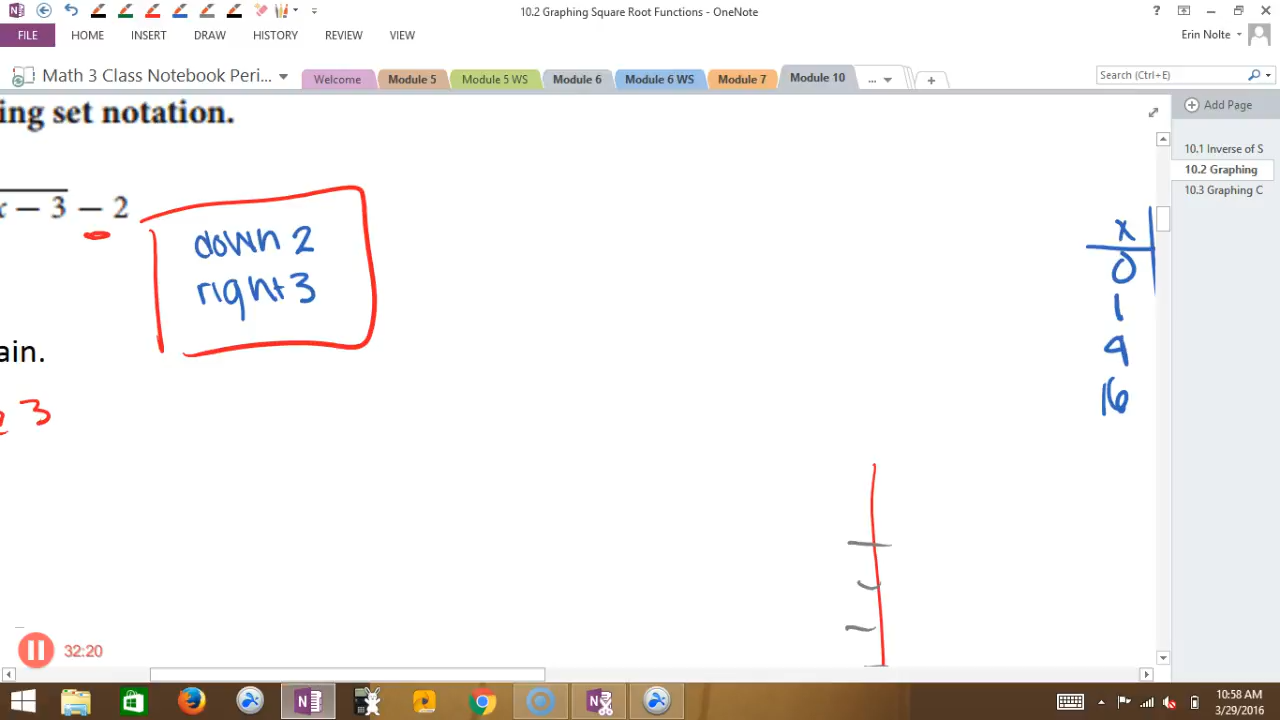 10.2 Graphing Square Root Functions - OneNote
Erin Nolte
FILE HOME INSERT DRAW HISTORY REVIEW VIEW
Math 3 Class Notebook Peri... Welcome Module 5 Module 5 WS Module 6 Module 6 WS Module 7 Module 10 ... Search (Ctrl+E)
Add Page
10.1 Inverse of S
10.2 Graphing
10.3 Graphing C
ing set notation.
x – 3 – 2
down 2
right 3
ain.
≥ 3
x
0
1
4
16
32:20
10:58 AM
3/29/2016